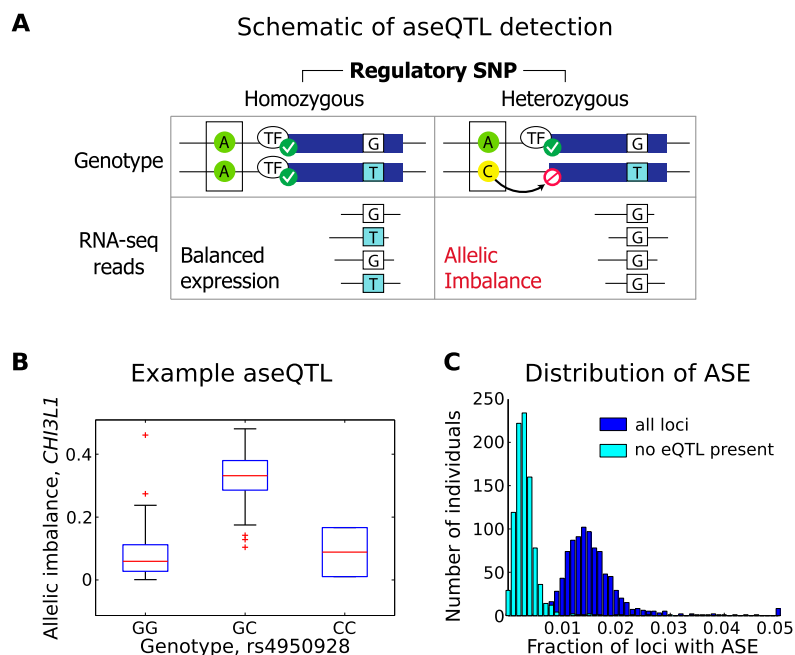 A
Schematic of aseQTL detection
Regulatory SNP
Homozygous
Heterozygous
Genotype
A TF G
A TF T
A TF G
C T
RNA-seq
reads
Balanced
expression
G
T
G
T
Allelic
Imbalance
G
G
G
G
B
Example aseQTL
Allelic imbalance, CHI3L1
0.4
0.2
0
GG GC CC
Genotype, rs4950928
C
Distribution of ASE
Number of individuals
250
200
150
100
50
0
all loci
no eQTL present
0.01 0.02 0.03 0.04 0.05
Fraction of loci with ASE